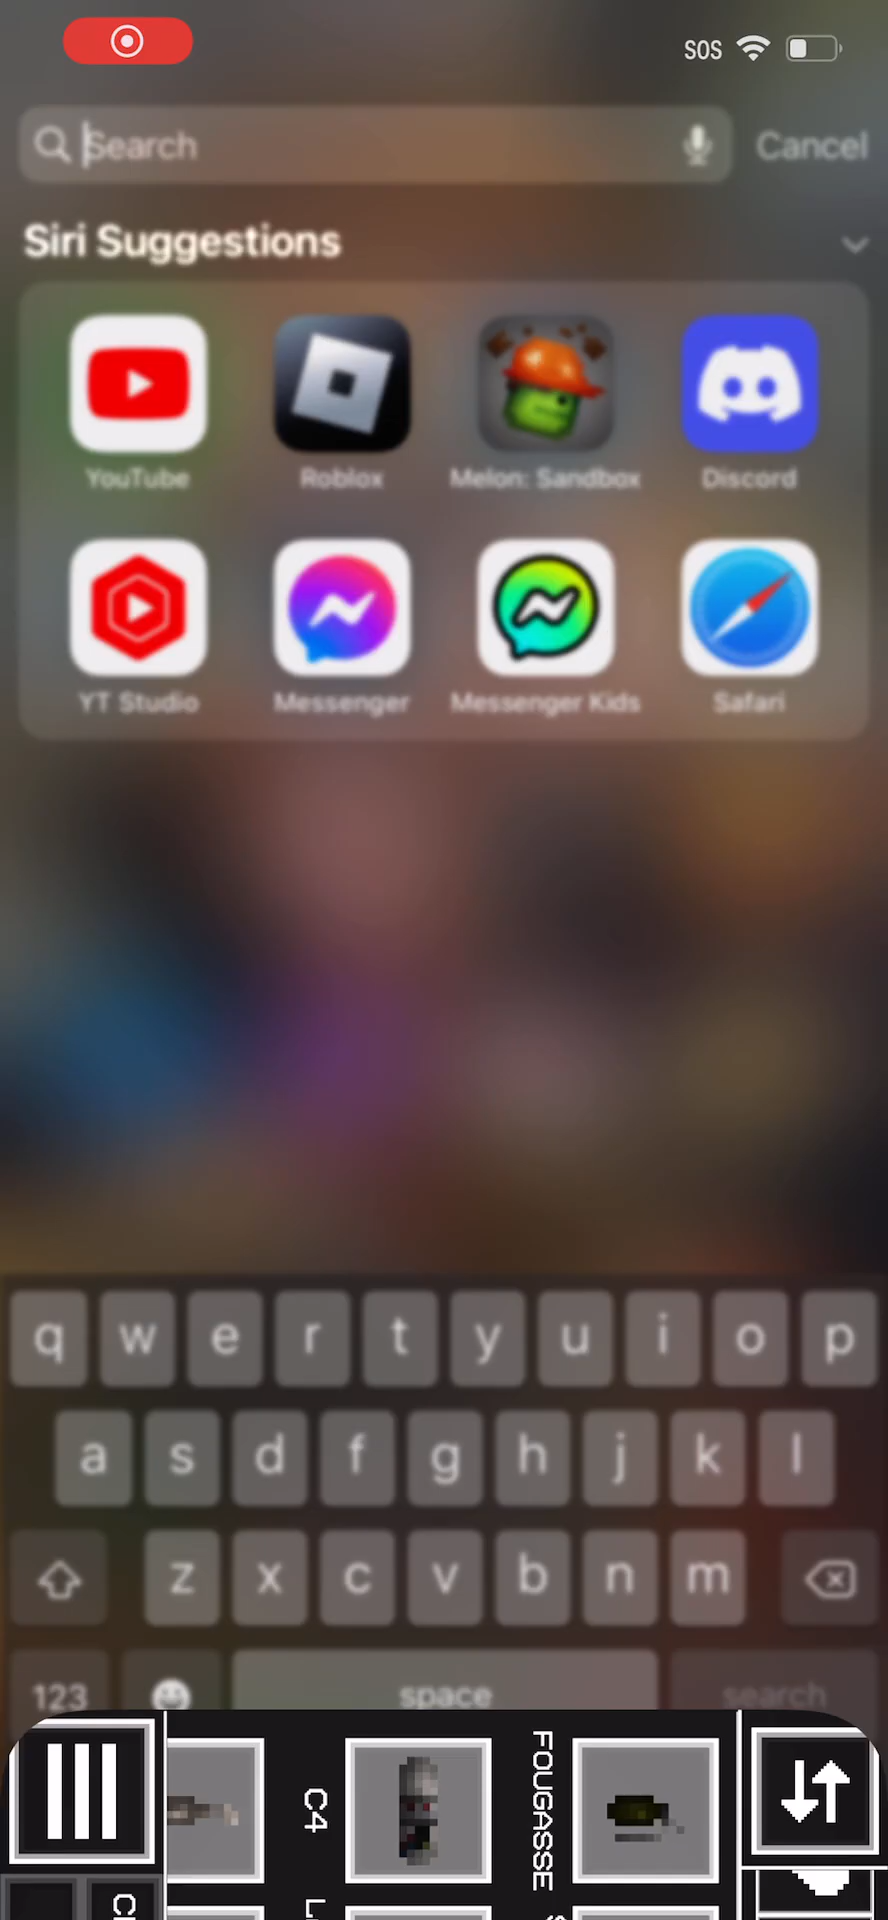 SOS
Search
Cancel
Siri Suggestions
YouTube
Roblox
Melon: Sandbox
Discord
YT Studio
Messenger
Messenger Kids
Safari
q w e r t y u i o p
a s d f g h j k l
z x c v b n m
123
space
search
C4
FOUGASSE